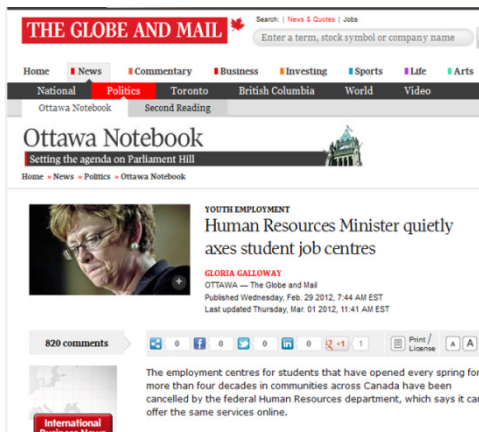 THE GLOBE AND MAIL
Search: | News & Quotes | Jobs
Enter a term, stock symbol or company name
Home News Commentary Business Investing Sports Life Arts
National Politics Toronto British Columbia World Video
Ottawa Notebook Second Reading
Ottawa Notebook
Setting the agenda on Parliament Hill
Home » News » Politics » Ottawa Notebook
YOUTH EMPLOYMENT
Human Resources Minister quietly
axes student job centres
GLORIA GALLOWAY
OTTAWA — The Globe and Mail
Published Wednesday, Feb. 29 2012, 7:44 AM EST
Last updated Thursday, Mar. 01 2012, 11:41 AM EST
820 comments 0 f 0 0 in 0 +1 1 Print / License A A
The employment centres for students that have opened every spring for
more than four decades in communities across Canada have been
cancelled by the federal Human Resources department, which says it can
offer the same services online.
International
Business News